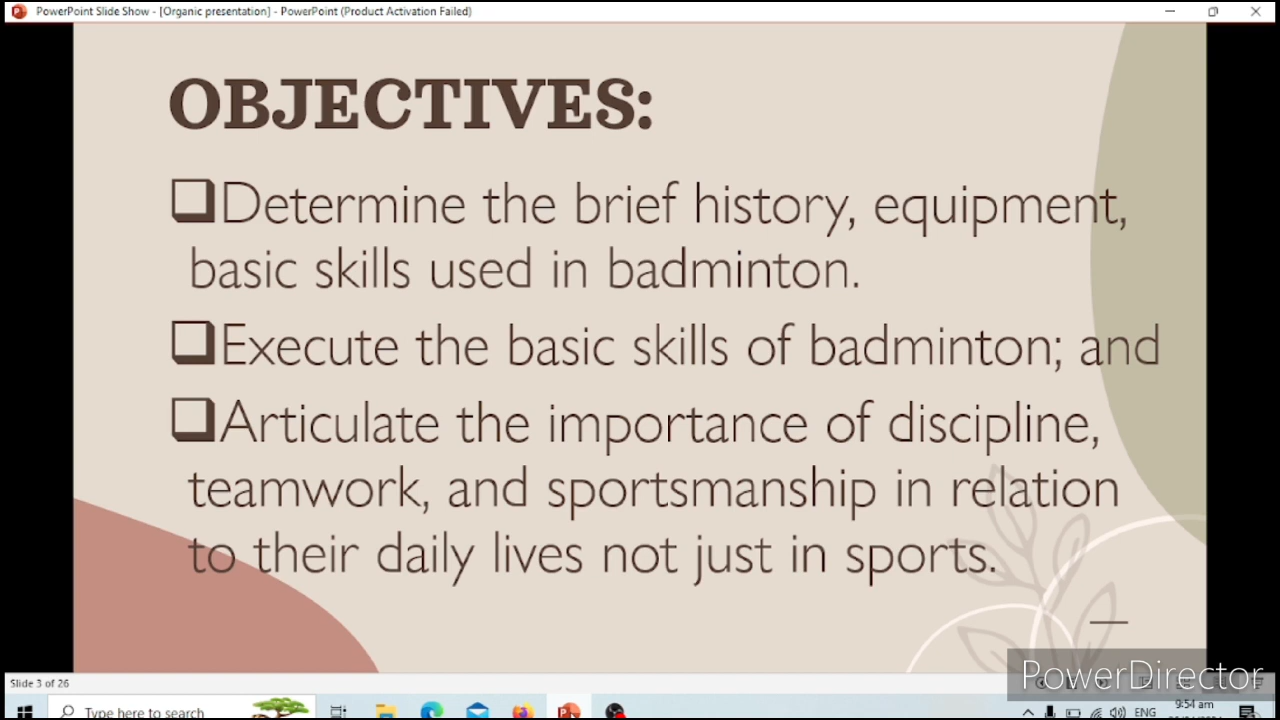 PowerPoint Slide Show - [Organic presentation] - PowerPoint (Product Activation Failed)
OBJECTIVES:
❑Determine the brief history, equipment,
basic skills used in badminton.
❑Execute the basic skills of badminton; and
❑Articulate the importance of discipline,
teamwork, and sportsmanship in relation
to their daily lives not just in sports.
PowerDirector
Slide 3 of 26
Type here to search
ENG
9:54 am